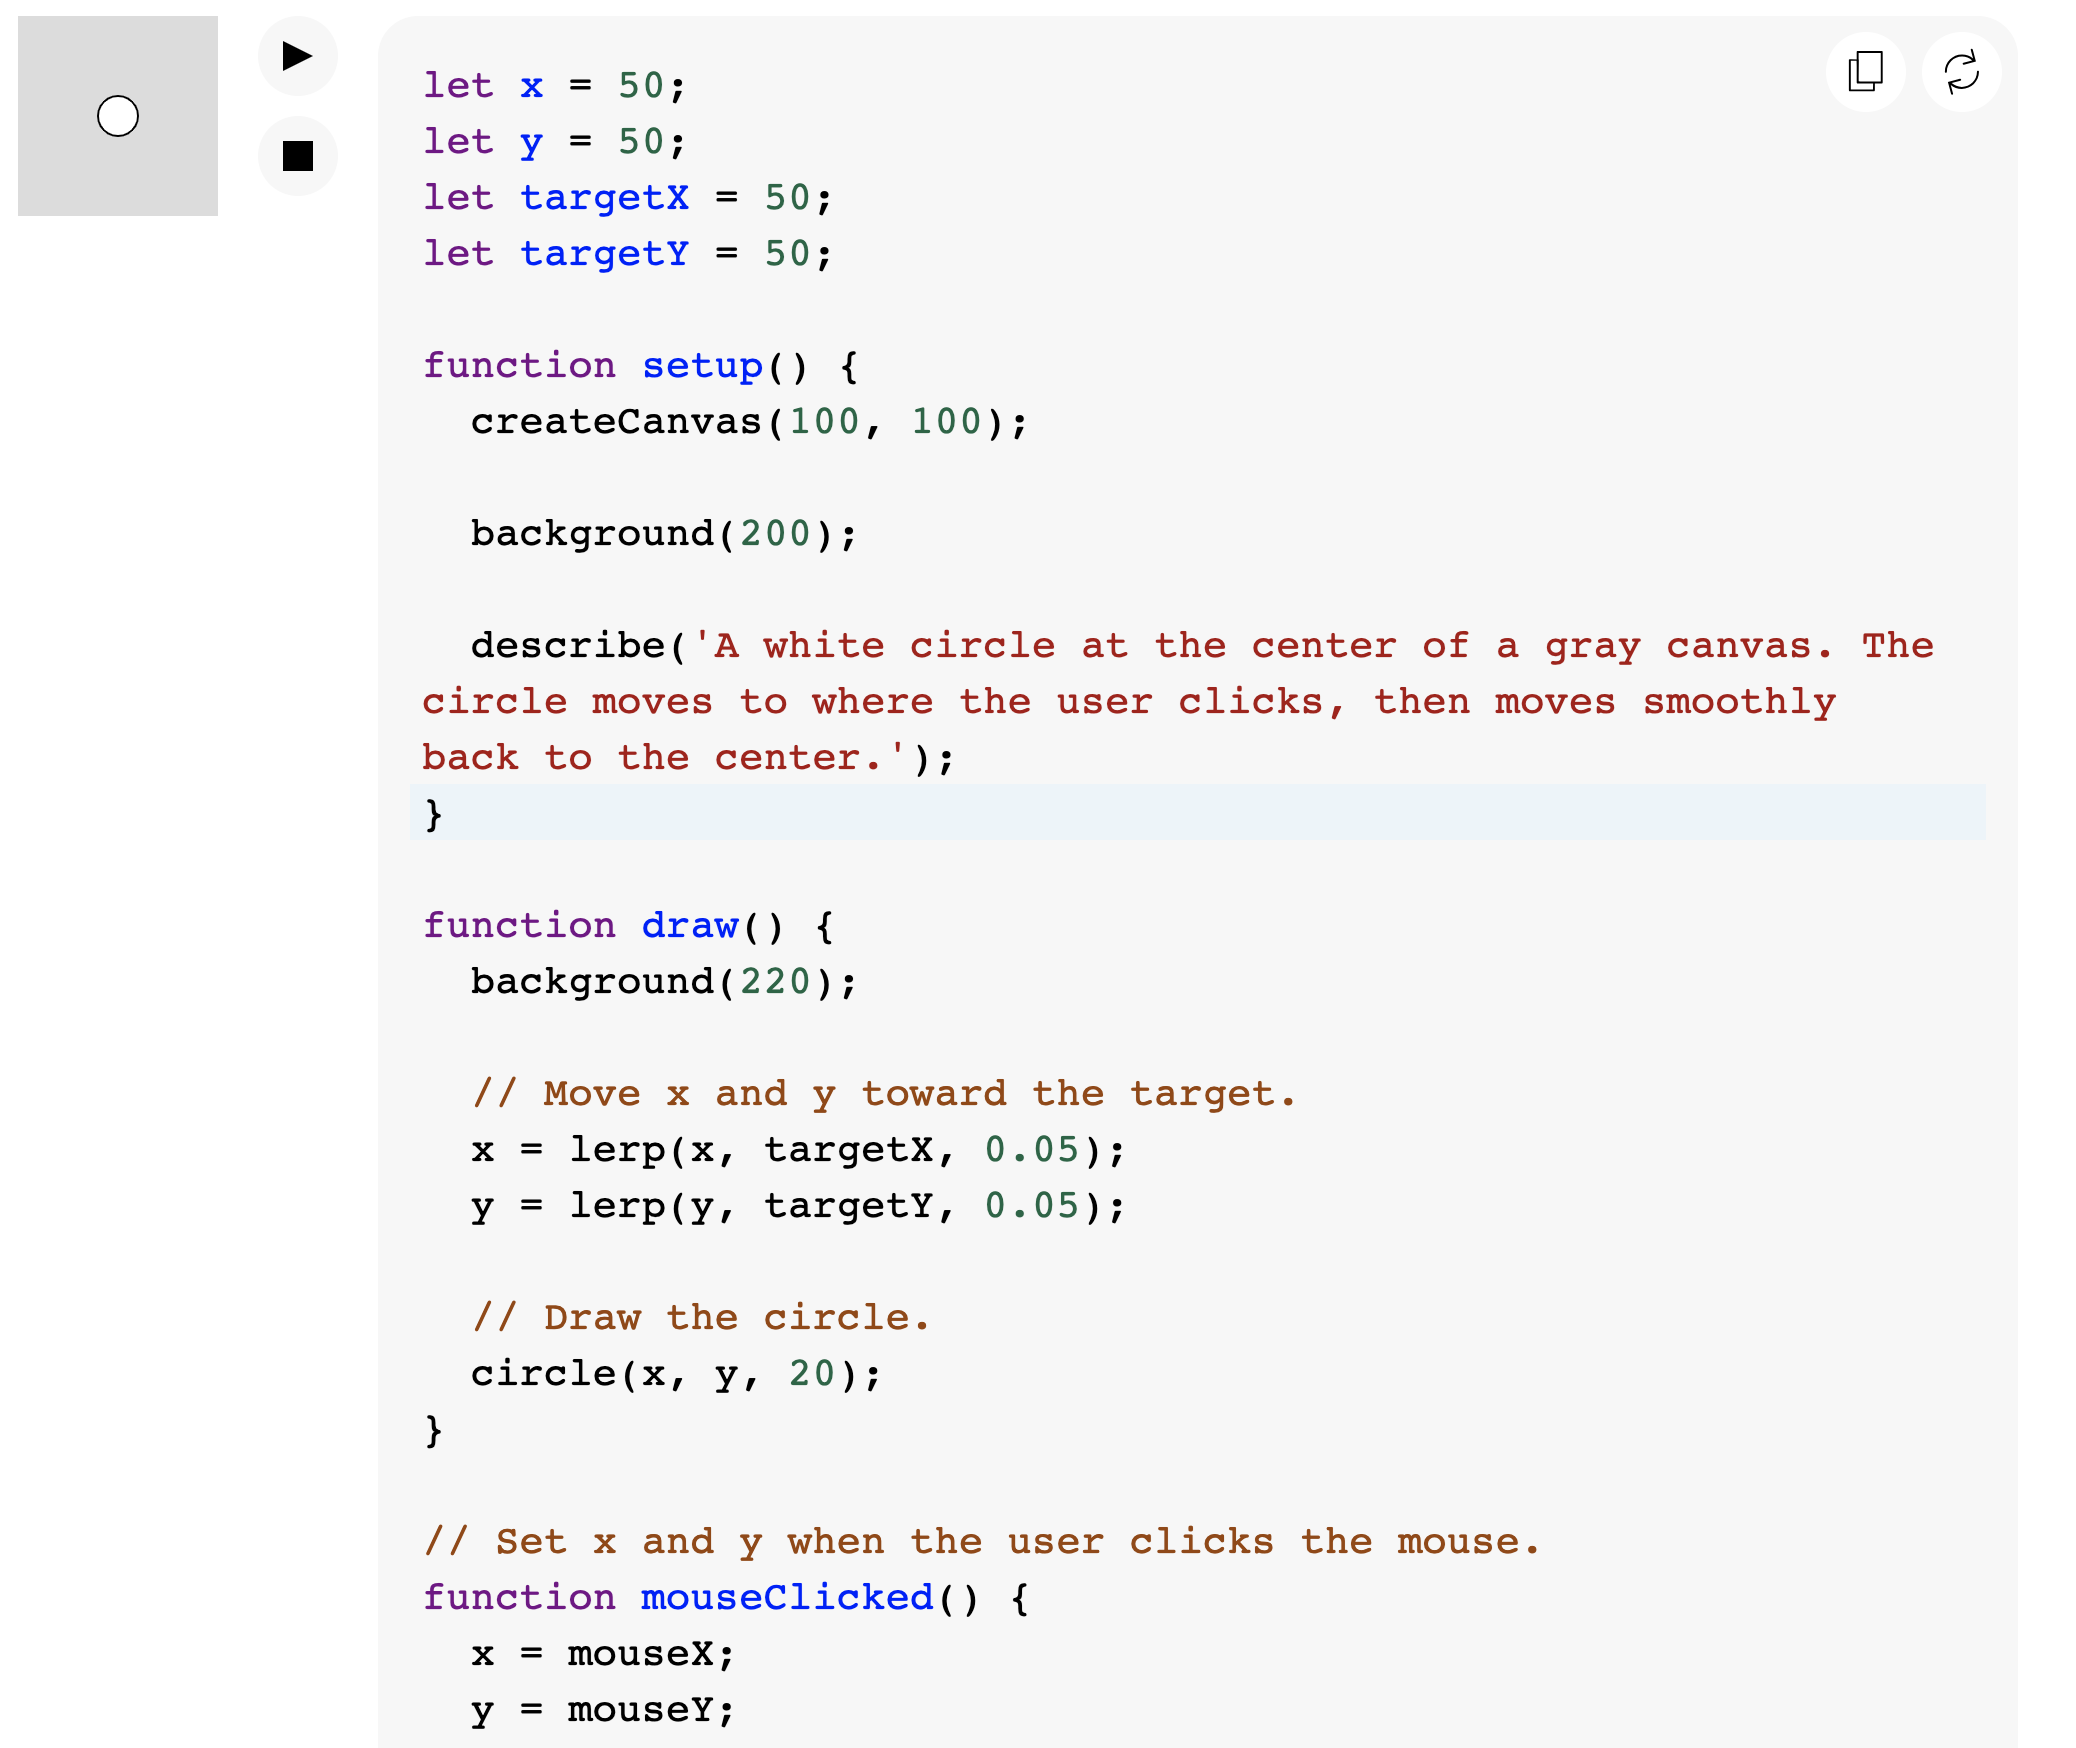 let x = 50;
let y = 50;
let targetX = 50;
let targetY = 50;

function setup() {
  createCanvas(100, 100);

  background(200);

  describe('A white circle at the center of a gray canvas. The
circle moves to where the user clicks, then moves smoothly
back to the center.');
}

function draw() {
  background(220);

  // Move x and y toward the target.
  x = lerp(x, targetX, 0.05);
  y = lerp(y, targetY, 0.05);

  // Draw the circle.
  circle(x, y, 20);
}

// Set x and y when the user clicks the mouse.
function mouseClicked() {
  x = mouseX;
  y = mouseY;